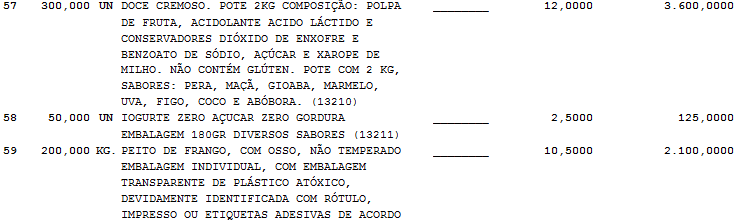 57 300,000 UN DOCE CREMOSO. POTE 2KG COMPOSIÇÃO: POLPA ________ 12,0000 3.600,0000
DE FRUTA, ACIDOLANTE ACIDO LÁCTIDO E
CONSERVADORES DIÓXIDO DE ENXOFRE E
BENZOATO DE SÓDIO, AÇÚCAR E XAROPE DE
MILHO. NÃO CONTÉM GLÚTEN. POTE COM 2 KG,
SABORES: PERA, MAÇÃ, GIOABA, MARMELO,
UVA, FIGO, COCO E ABÓBORA. (13210)
58 50,000 UN IOGURTE ZERO AÇUCAR ZERO GORDURA ________ 2,5000 125,0000
EMBALAGEM 180GR DIVERSOS SABORES (13211)
59 200,000 KG. PEITO DE FRANGO, COM OSSO, NÃO TEMPERADO ________ 10,5000 2.100,0000
EMBALAGEM INDIVIDUAL, COM EMBALAGEM
TRANSPARENTE DE PLÁSTICO ATÓXICO,
DEVIDAMENTE IDENTIFICADA COM RÓTULO,
IMPRESSO OU ETIQUETAS ADESIVAS DE ACORDO